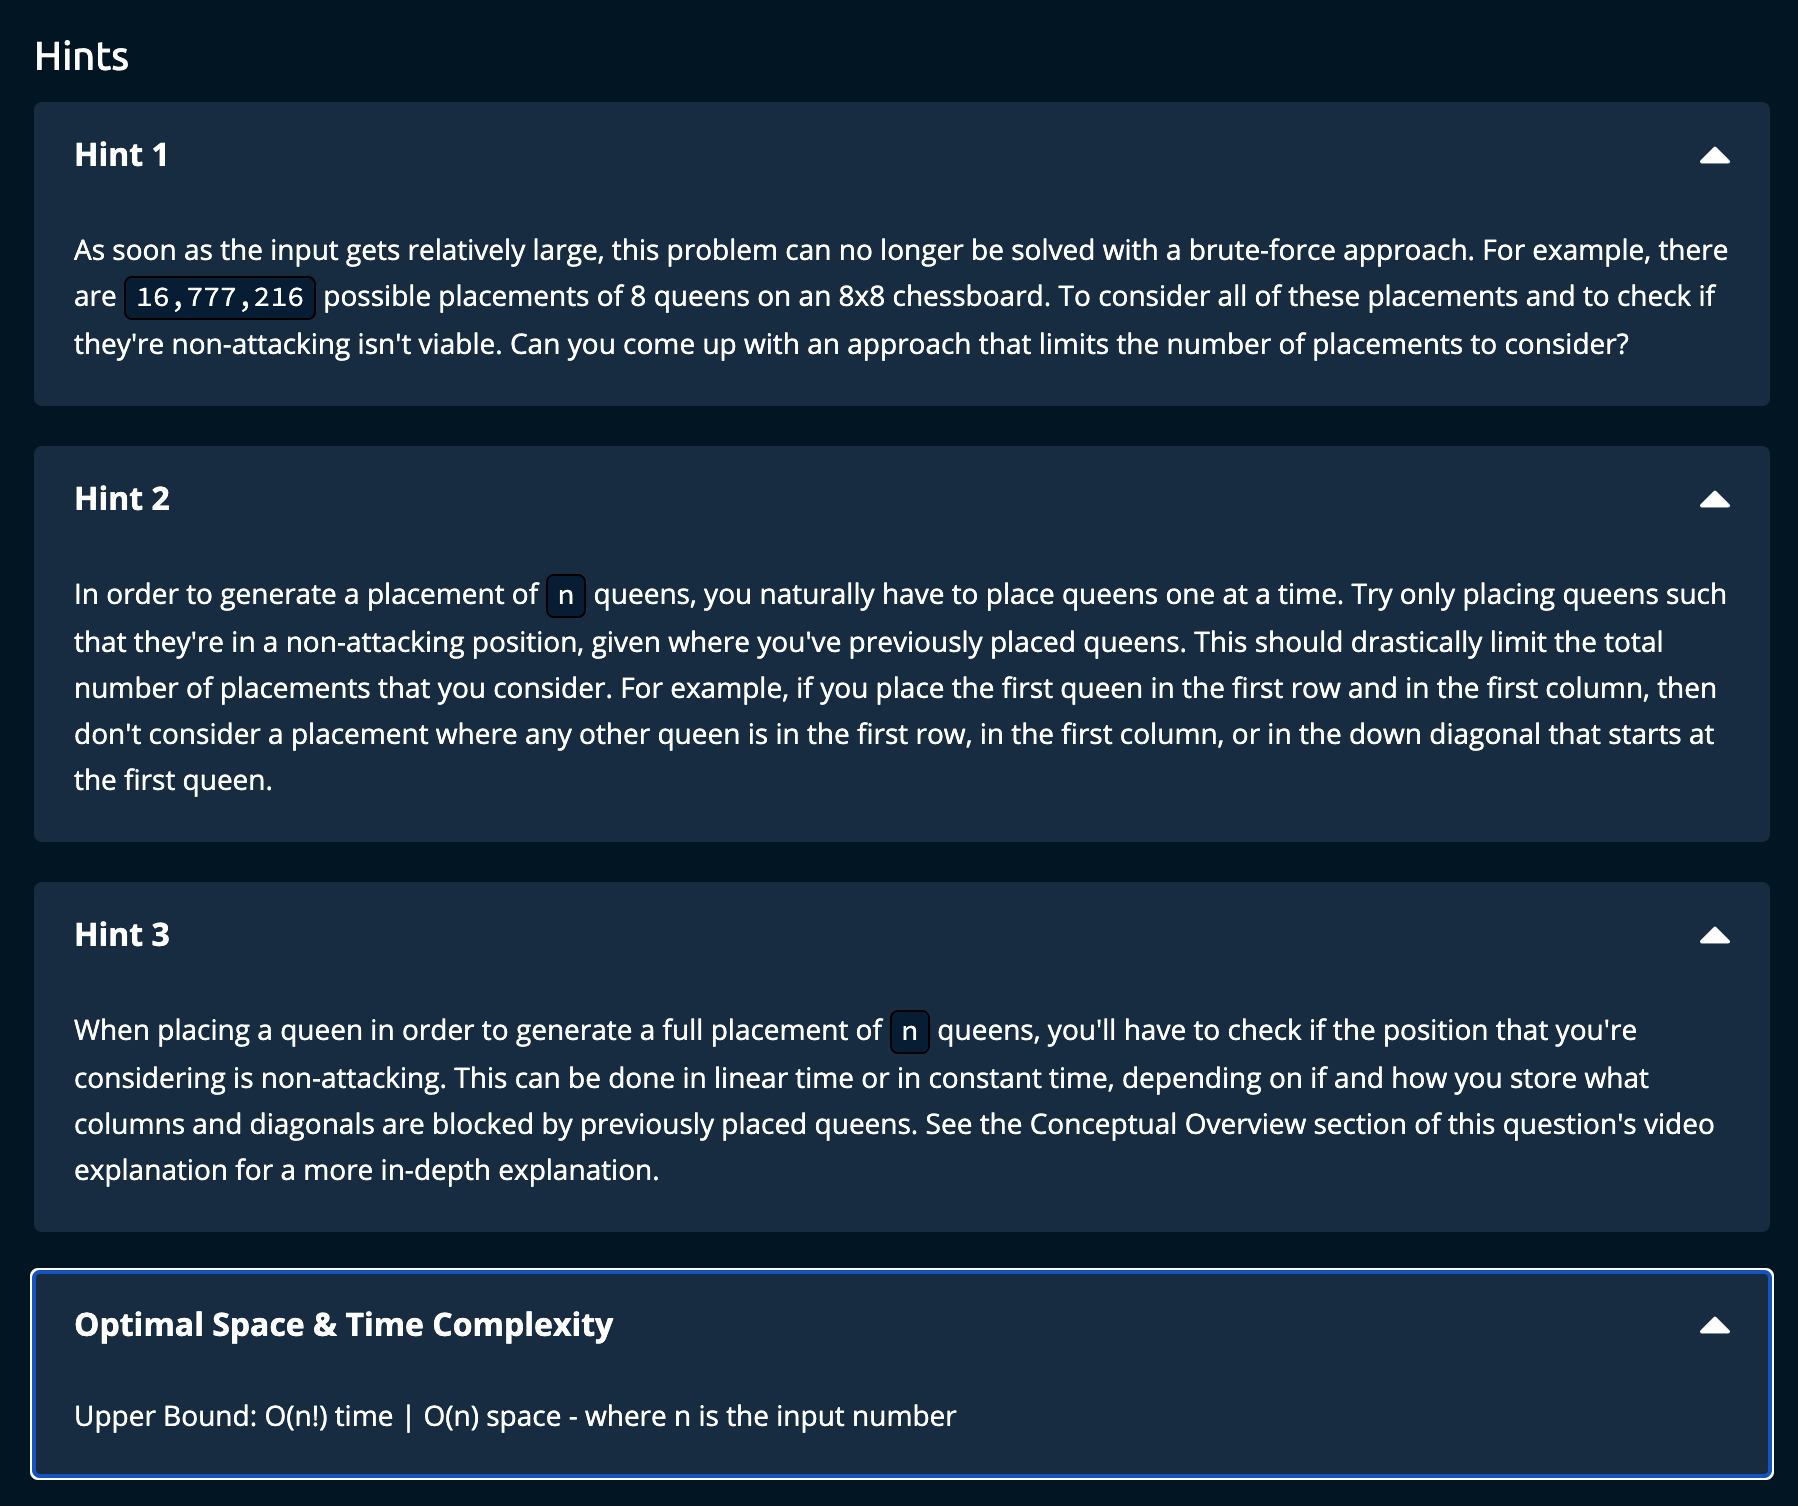 Hints
Hint 1
As soon as the input gets relatively large, this problem can no longer be solved with a brute-force approach. For example, there
are 16,777,216 possible placements of 8 queens on an 8x8 chessboard. To consider all of these placements and to check if
they're non-attacking isn't viable. Can you come up with an approach that limits the number of placements to consider?
Hint 2
In order to generate a placement of n queens, you naturally have to place queens one at a time. Try only placing queens such
that they're in a non-attacking position, given where you've previously placed queens. This should drastically limit the total
number of placements that you consider. For example, if you place the first queen in the first row and in the first column, then
don't consider a placement where any other queen is in the first row, in the first column, or in the down diagonal that starts at
the first queen.
Hint 3
When placing a queen in order to generate a full placement of n queens, you'll have to check if the position that you're
considering is non-attacking. This can be done in linear time or in constant time, depending on if and how you store what
columns and diagonals are blocked by previously placed queens. See the Conceptual Overview section of this question's video
explanation for a more in-depth explanation.
Optimal Space & Time Complexity
Upper Bound: O(n!) time | O(n) space - where n is the input number